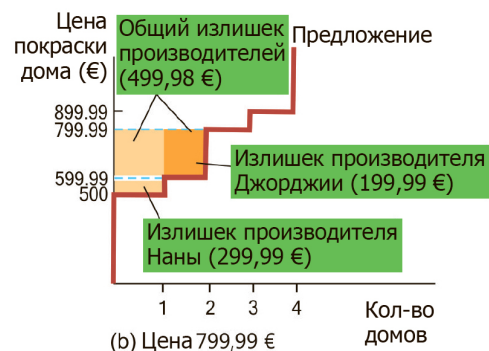 Цена
покраски
дома (€)
Общий излишек
производителей
(499,98 €)
Предложение
899.99
799.99
599.99
500
Излишек производителя
Джорджии (199,99 €)
Излишек производителя
Наны (299,99 €)
1 2 3 4
Кол-во
домов
(b) Цена 799,99 €